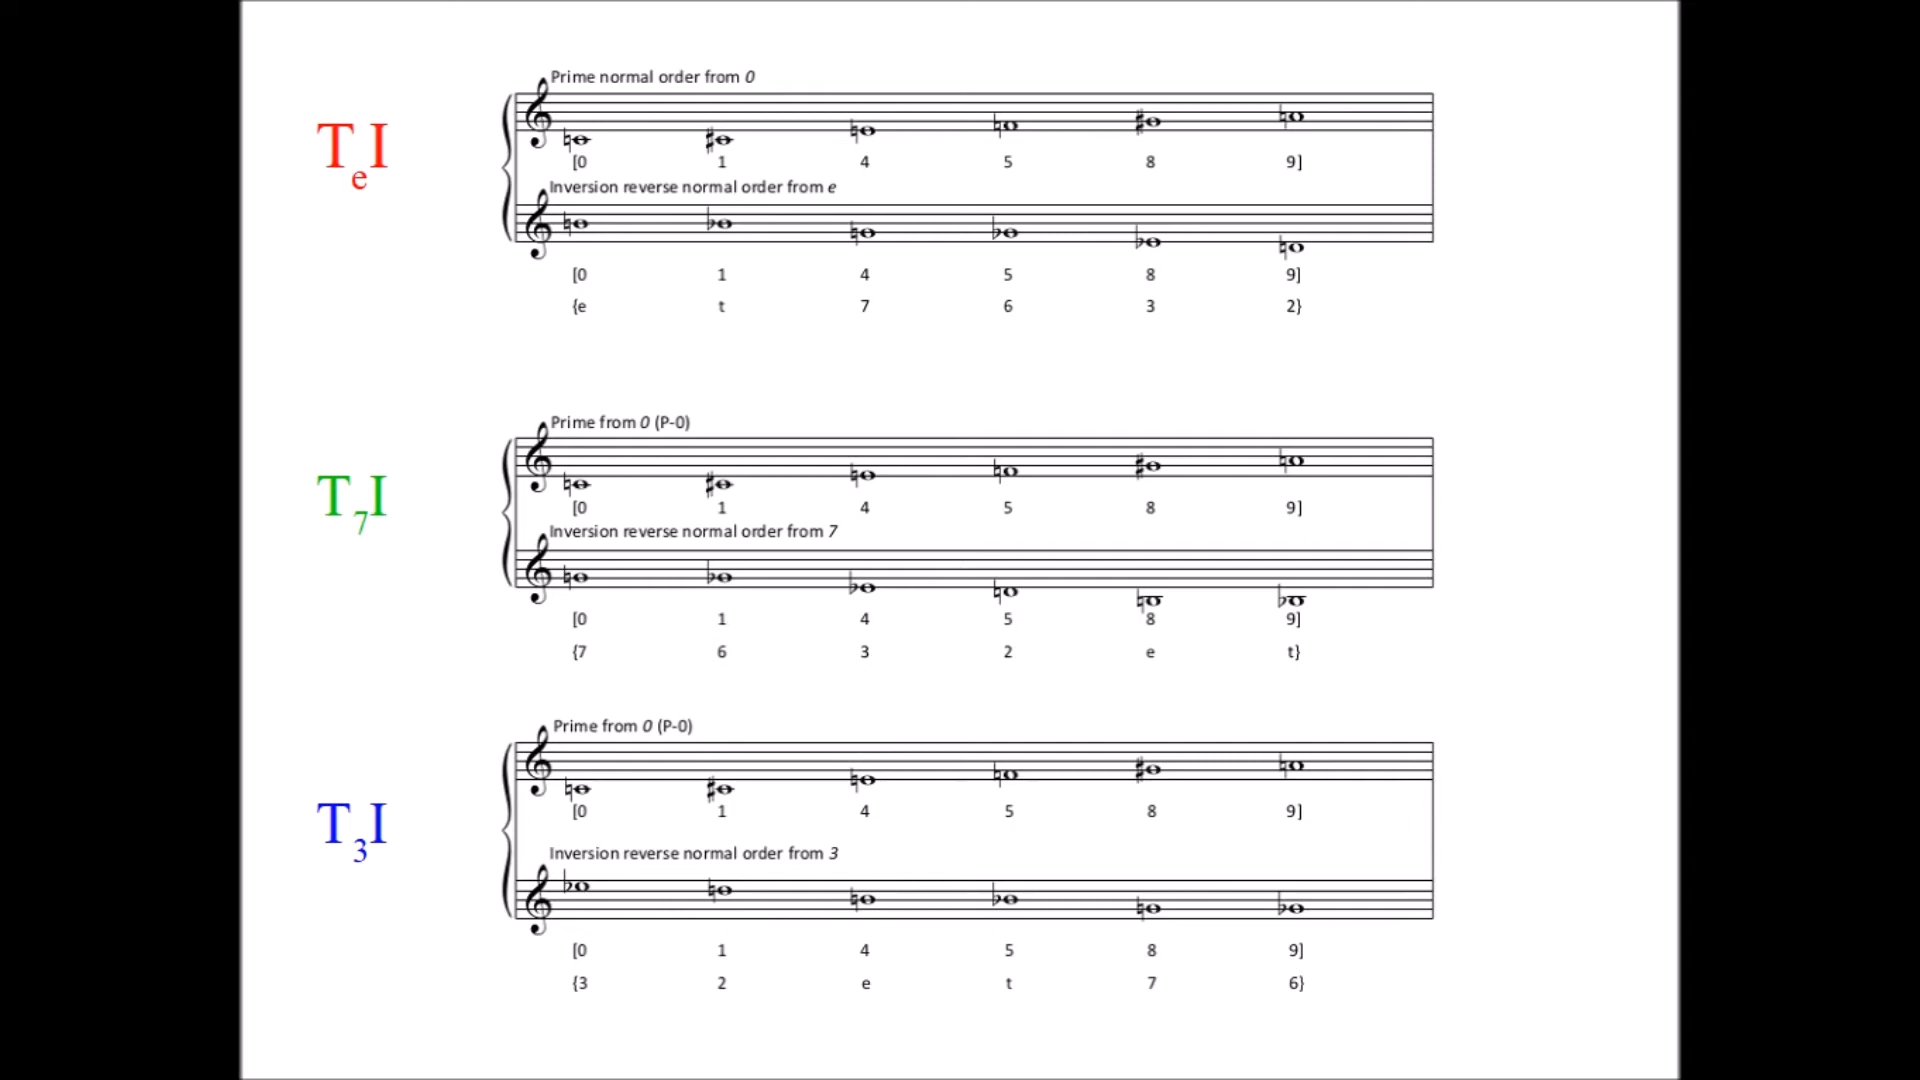 Prime normal order from 0
TeI
[0 1 4 5 8 9]
Inversion reverse normal order from e
[0 1 4 5 8 9]
{e t 7 6 3 2}
Prime from 0 (P-0)
T7I
[0 1 4 5 8 9]
Inversion reverse normal order from 7
[0 1 4 5 8 9]
{7 6 3 2 e t}
Prime from 0 (P-0)
T3I
[0 1 4 5 8 9]
Inversion reverse normal order from 3
[0 1 4 5 8 9]
{3 2 e t 7 6}